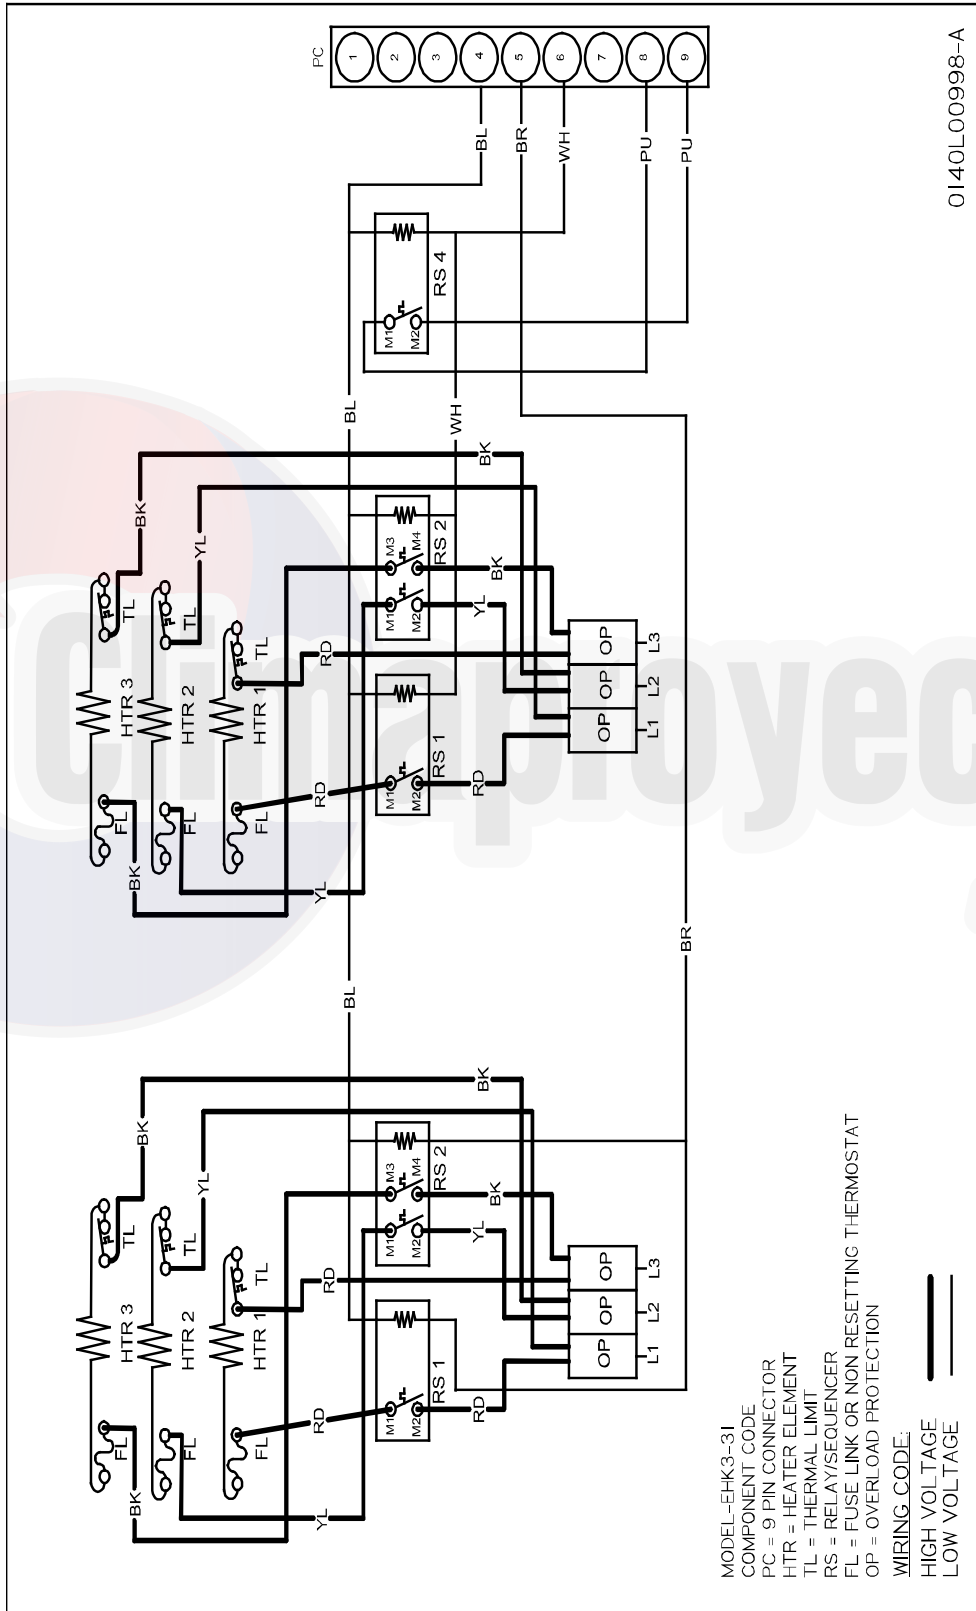 PC
1
2
3
4
5
6
7
8
9
BL
BR
WH
PU
PU
0140L00998-A
RS 4
M1
M2
BL
WH
BK
BK
YL
TL
TL
TL
HTR 3
HTR 2
HTR 1
FL
FL
FL
RD
RD
BK
YL
M3
M4
M1
M2
RS 2
BK
YL
M1
M2
RS 1
RD
OP
OP
OP
L1
L2
L3
BL
BR
BK
BK
YL
TL
TL
TL
HTR 3
HTR 2
HTR 1
FL
FL
FL
RD
RD
BK
YL
M3
M4
M1
M2
RS 2
BK
YL
M1
M2
RS 1
RD
OP
OP
OP
L1
L2
L3
MODEL-EHK3-31
COMPONENT CODE
PC = 9 PIN CONNECTOR
HTR = HEATER ELEMENT
TL = THERMAL LIMIT
RS = RELAY/SEQUENCER
FL = FUSE LINK OR NON RESETTING THERMOSTAT
OP = OVERLOAD PROTECTION
WIRING CODE:
HIGH VOLTAGE
LOW VOLTAGE
Climaproyec